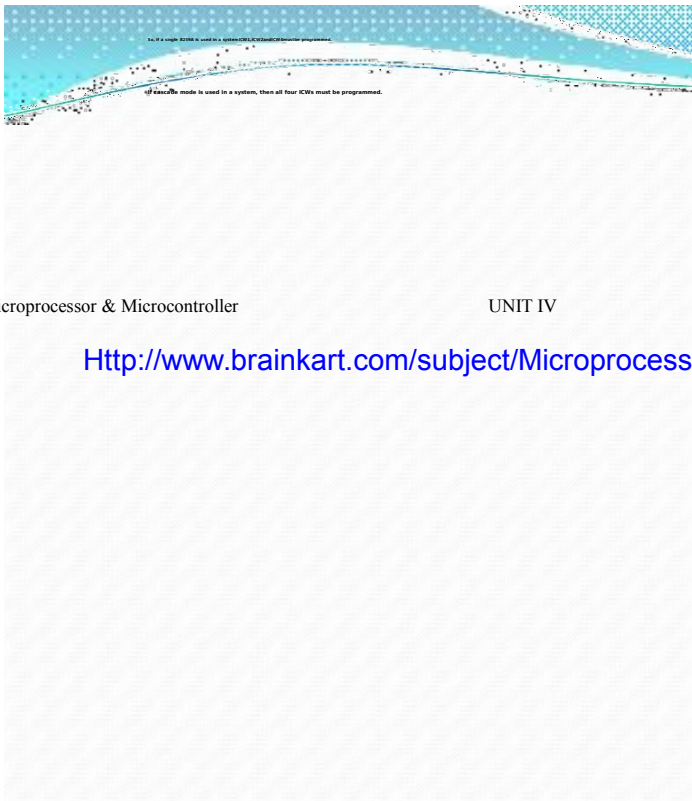 So, if a single 8259A is used in a system ICW1, ICW2 and ICW4 must be programmed.
If cascade mode is used in a system, then all four ICWs must be programmed.
croprocessor & Microcontroller UNIT IV
Http://www.brainkart.com/subject/Microprocess